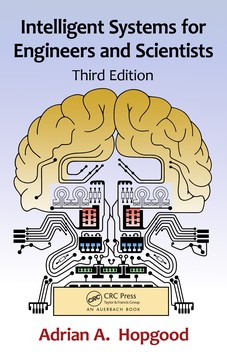 Intelligent Systems for
Engineers and Scientists
Third Edition
CRC Press
Taylor & Francis Group
AN AUERBACH BOOK
Adrian A. Hopgood